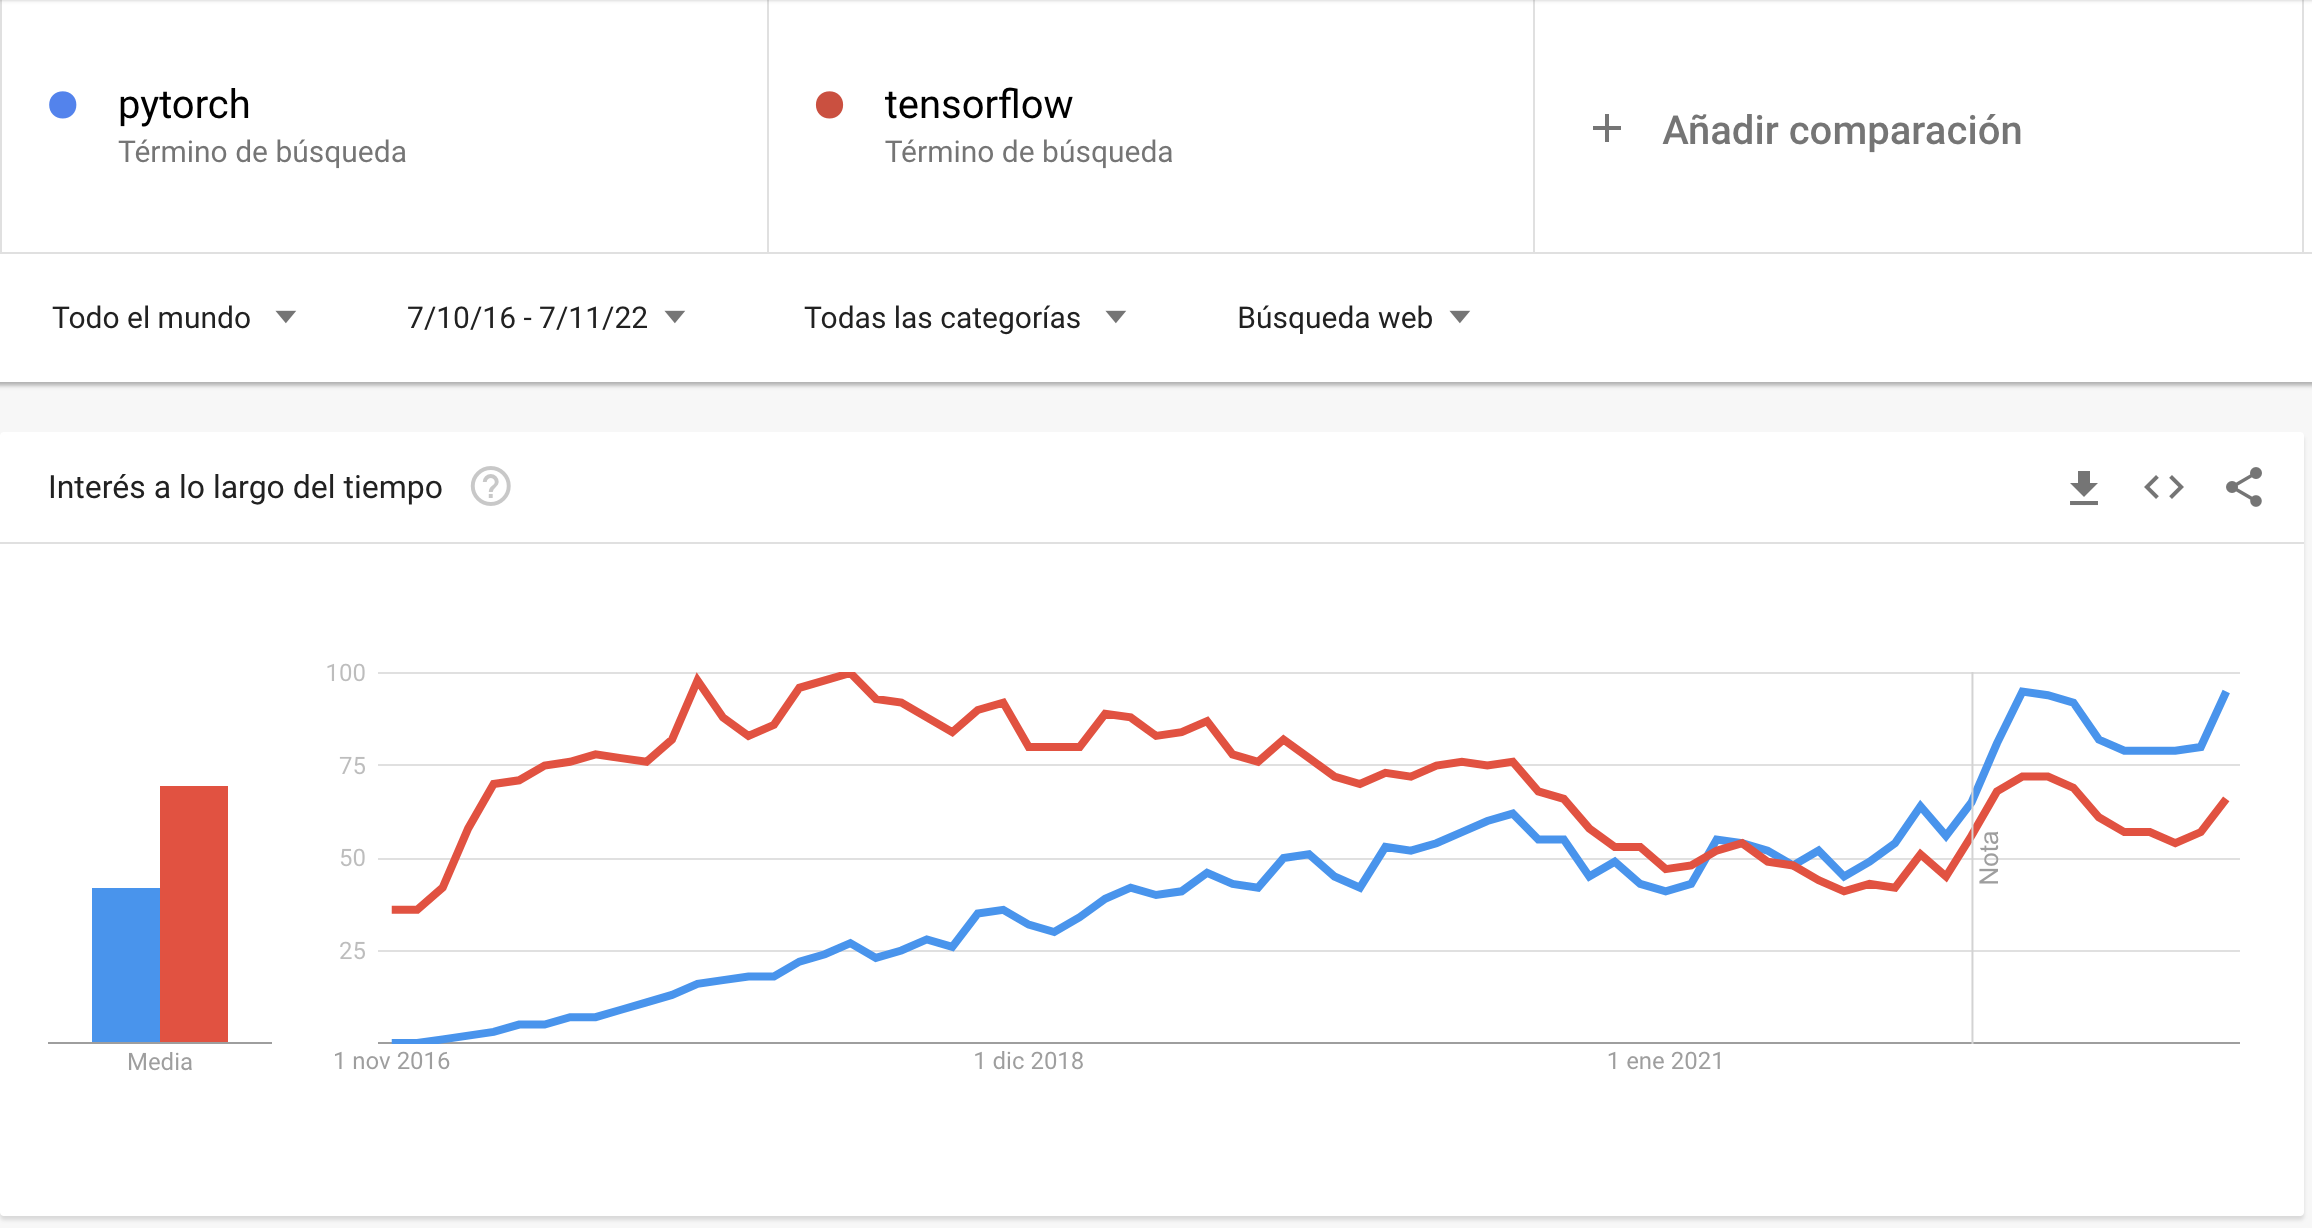 pytorch
Término de búsqueda
tensorflow
Término de búsqueda
+ Añadir comparación
Todo el mundo
7/10/16 - 7/11/22
Todas las categorías
Búsqueda web
Interés a lo largo del tiempo
?
100
75
50
25
Nota
Media
1 nov 2016
1 dic 2018
1 ene 2021